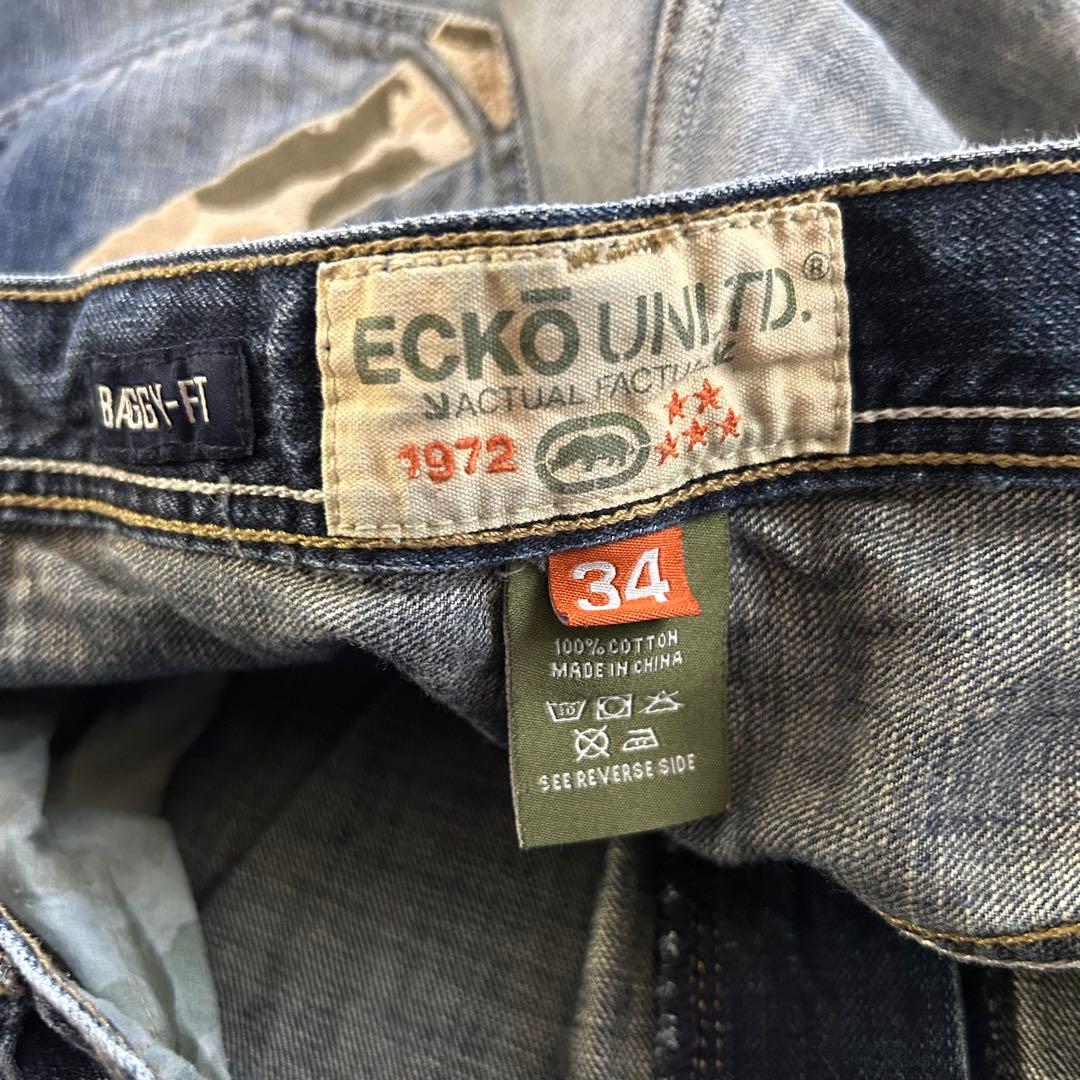 ECKŌ UNLTD.®
ACTUAL FACTUAL
1972
BAGGY-FIT
34
100% COTTON
MADE IN CHINA
SEE REVERSE SIDE